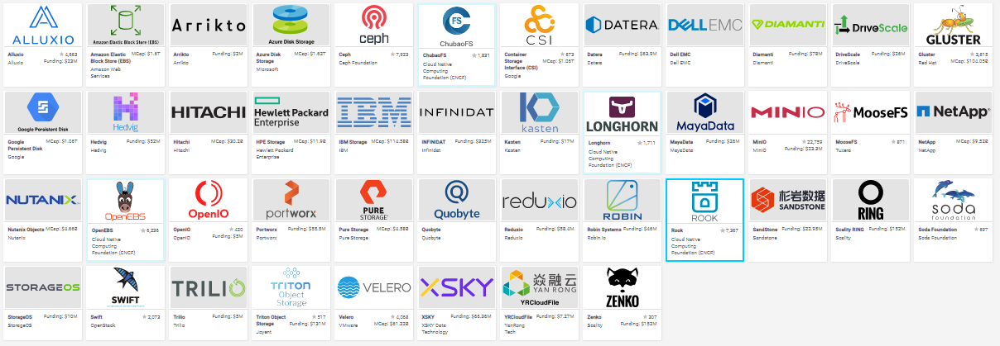 ALLUXIO
Alluxio ★ 4,663
Alluxio Funding: $23M
Amazon Elastic Block Store (EBS)
Amazon Elastic MCap: $1.6T
Block Store (EBS)
Amazon Web
Services
Arrikto
Arrikto Funding: $2M
Arrikto
Azure Disk Storage
Azure Disk MCap: $1.62T
Storage
Microsoft
ceph
Ceph ★ 7,923
Ceph Foundation
CFS
ChubaoFS
ChubaoFS ★ 1,831
Cloud Native
Computing
Foundation (CNCF)
CSI
Container ★ 673
Storage MCap: $1.06T
Interface (CSI)
Google
DATERA
Datera Funding: $63.9M
Datera
DELL EMC
Dell EMC
Dell EMC
DIAMANTI
Diamanti Funding: $78M
Diamanti
DriveScale
DriveScale Funding: $26M
DriveScale
GLUSTER
Gluster ★ 2,615
Red Hat MCap: $104.05B
Google Persistent Disk
Google MCap: $1.06T
Persistent Disk
Google
Hedvig
Hedvig Funding: $52M
Hedvig
HITACHI
Hitachi MCap: $30.2B
Hitachi
Hewlett Packard
Enterprise
HPE Storage MCap: $11.9B
Hewlett Packard
Enterprise
IBM
IBM Storage MCap: $114.58B
IBM
INFINIDAT
INFINIDAT Funding: $325M
Infinidat
kasten
Kasten Funding: $17M
Kasten
LONGHORN
Longhorn ★ 1,711
Cloud Native
Computing
Foundation (CNCF)
MAYADATA
MayaData Funding: $26M
MayaData
MINIO
MinIO ★ 22,759
MinIO Funding: $23.3M
MooseFS
MooseFS ★ 871
Tuxera
NetApp
NetApp MCap: $9.52B
NetApp
NUTANIX
Nutanix Objects MCap: $4.66B
Nutanix
OpenEBS
OpenEBS ★ 6,236
Cloud Native
Computing
Foundation (CNCF)
OpenIO
OpenIO ★ 420
OpenIO Funding: $5M
portworx
Portworx Funding: $55.5M
Portworx
PURE
STORAGE
Pure Storage MCap: $4.58B
Pure Storage
Quobyte
Quobyte
Quobyte
reduxio
Reduxio Funding: $58.4M
Reduxio
ROBIN
Robin Systems Funding: $46M
Robin.io
ROOK
Rook ★ 7,367
Cloud Native
Computing
Foundation (CNCF)
杉岩数据
SANDSTONE
SandStone Funding: $22.95M
Sandstone
RING
Scality RING Funding: $152M
Scality
soda
foundation
Soda Foundation ★ 697
Soda Foundation
STORAGEOS
StorageOS Funding: $10M
StorageOS
SWIFT
Swift ★ 2,073
OpenStack
TRILIO
Trilio Funding: $5M
Trilio
TRITON
Object
Storage
Triton Object ★ 517
Storage Funding: $131M
Joyent
VELERO
Velero ★ 4,068
VMware MCap: $61.23B
XSKY
XSKY Funding: $66.36M
XSKY Data
Technology
焱融云
YAN RONG
YRCloudFile
YRCloudFile Funding: $7.27M
YanRong
Tech
ZENKO
Zenko ★ 307
Scality Funding: $152M